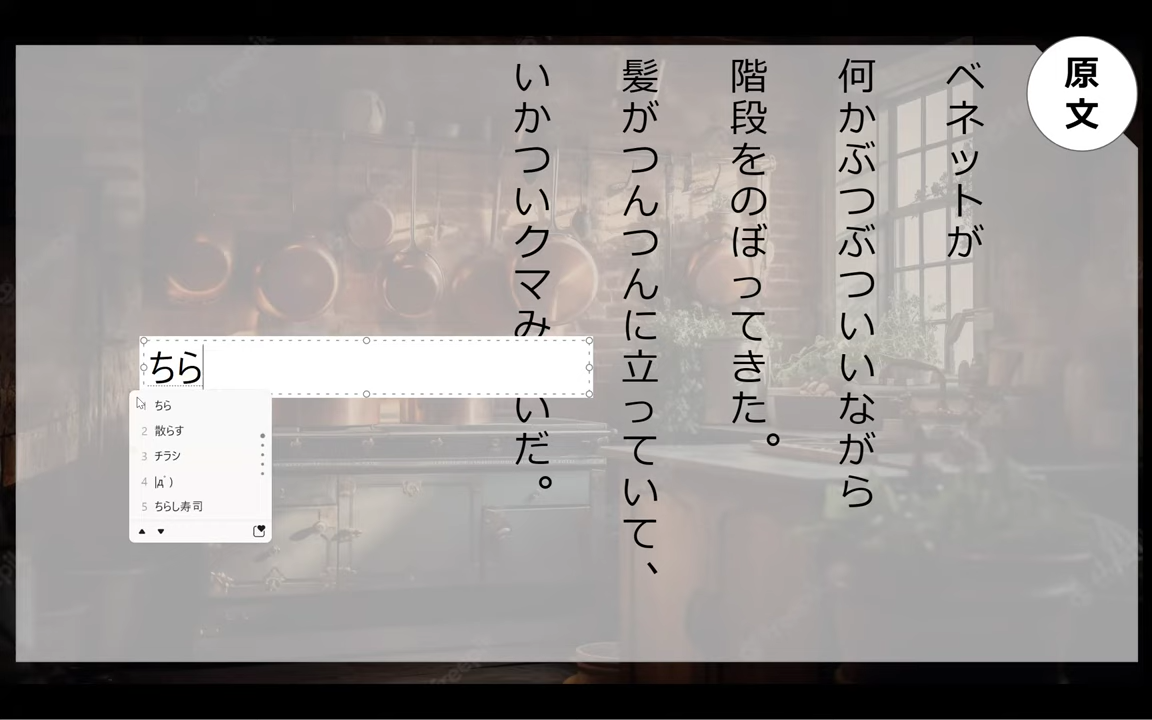 原文
ベネットが
何かぶつぶついいながら
階段をのぼってきた。
髪がつんつんに立っていて、
いかついクマみいだ。
ちら
1 ちら
2 散らす
3 チラシ
4 |дﾟ)
5 ちらし寿司